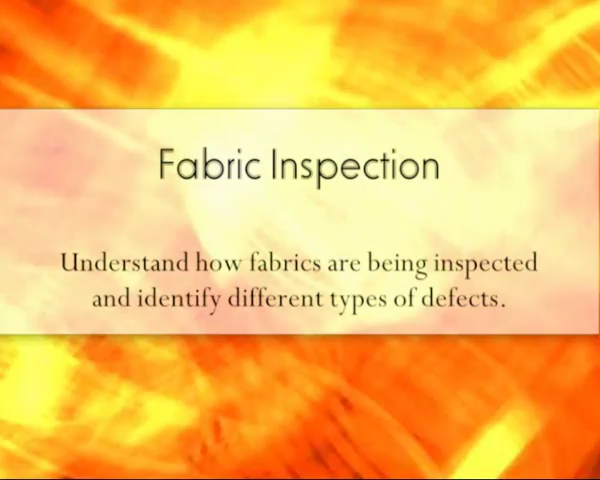 Fabric Inspection
Understand how fabrics are being inspected
and identify different types of defects.